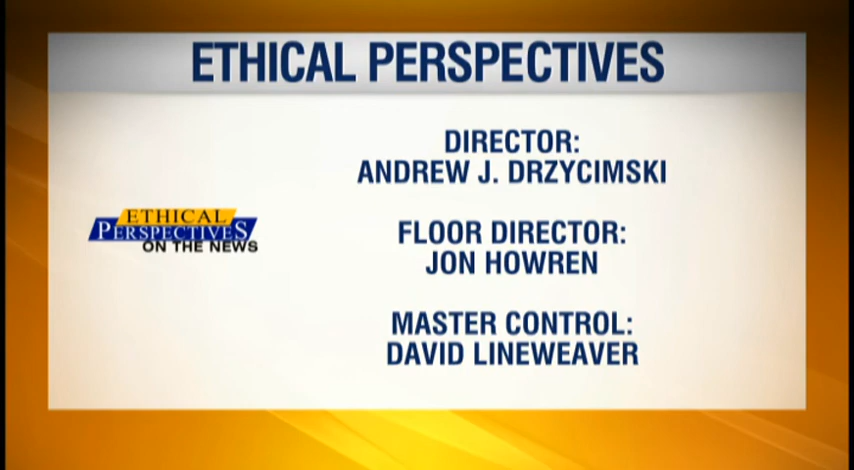 ETHICAL PERSPECTIVES
DIRECTOR:
ANDREW J. DRZYCIMSKI
ETHICAL
PERSPECTIVES
ON THE NEWS
FLOOR DIRECTOR:
JON HOWREN
MASTER CONTROL:
DAVID LINEWEAVER